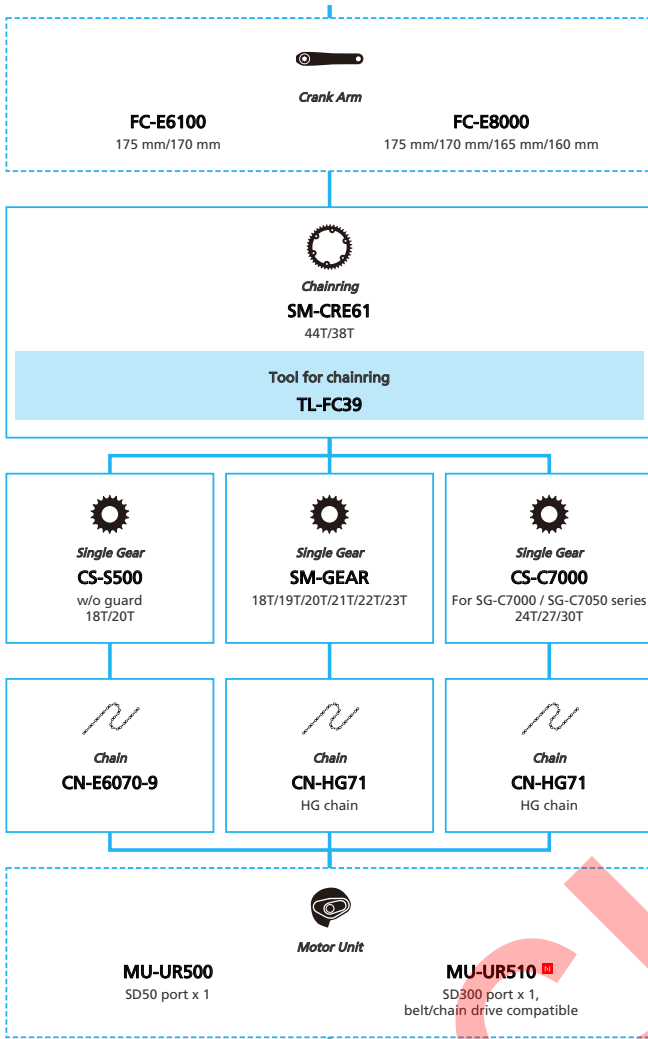 Crank Arm
FC-E6100
175 mm/170 mm
FC-E8000
175 mm/170 mm/165 mm/160 mm
Chainring
SM-CRE61
44T/38T
Tool for chainring
TL-FC39
Single Gear
CS-S500
w/o guard
18T/20T
Single Gear
SM-GEAR
18T/19T/20T/21T/22T/23T
Single Gear
CS-C7000
For SG-C7000 / SG-C7050 series
24T/27/30T
Chain
CN-E6070-9
Chain
CN-HG71
HG chain
Chain
CN-HG71
HG chain
Motor Unit
MU-UR500
SD50 port x 1
MU-UR510 N
SD300 port x 1,
belt/chain drive compatible